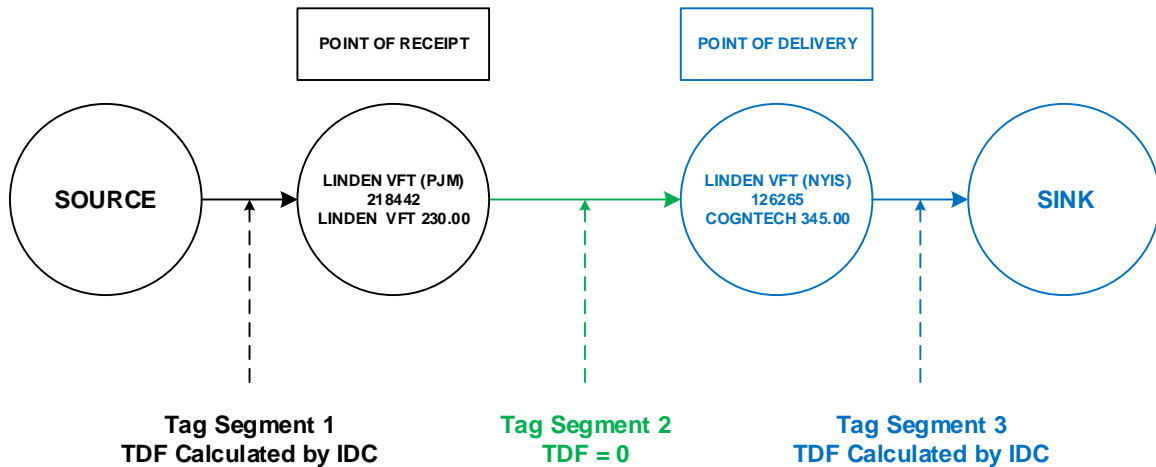 POINT OF RECEIPT
POINT OF DELIVERY
SOURCE
LINDEN VFT (PJM)
218442
LINDEN VFT 230.00
LINDEN VFT (NYIS)
126265
COGNTECH 345.00
SINK
Tag Segment 1
TDF Calculated by IDC
Tag Segment 2
TDF = 0
Tag Segment 3
TDF Calculated by IDC